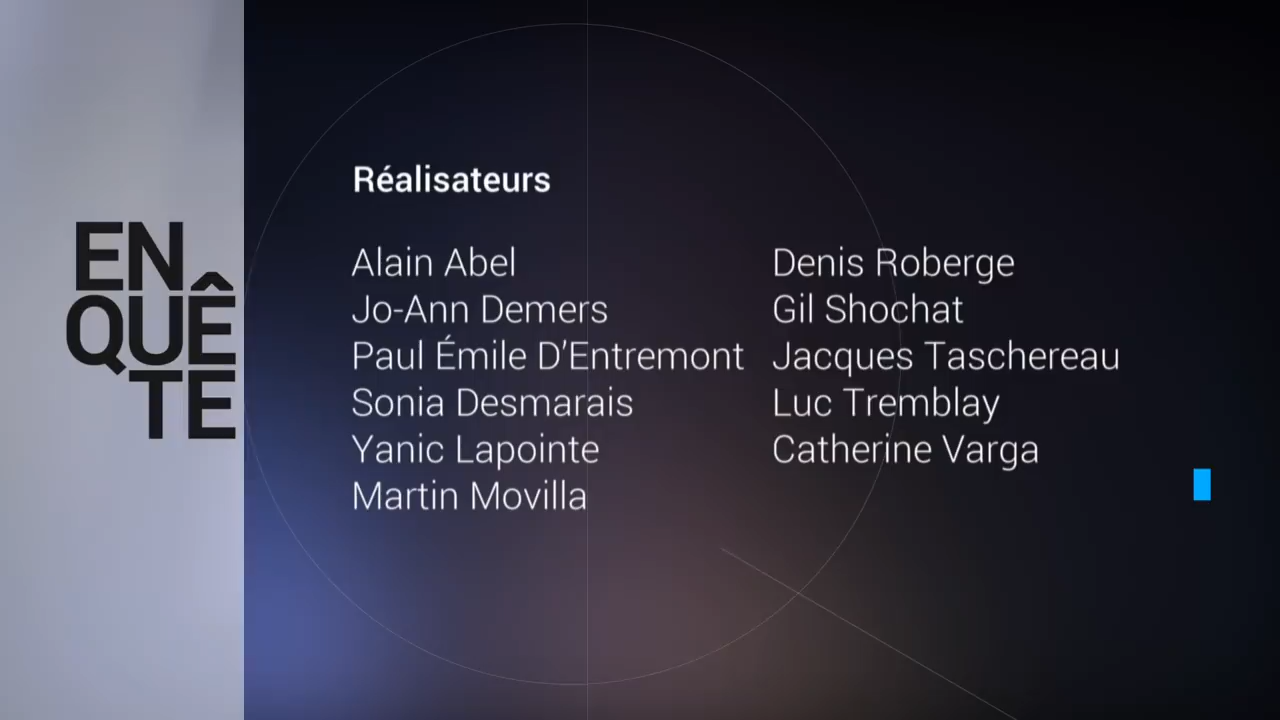 EN
QUÊ
TE
Réalisateurs
Alain Abel
Jo-Ann Demers
Paul Émile D'Entremont
Sonia Desmarais
Yanic Lapointe
Martin Movilla
Denis Roberge
Gil Shochat
Jacques Taschereau
Luc Tremblay
Catherine Varga